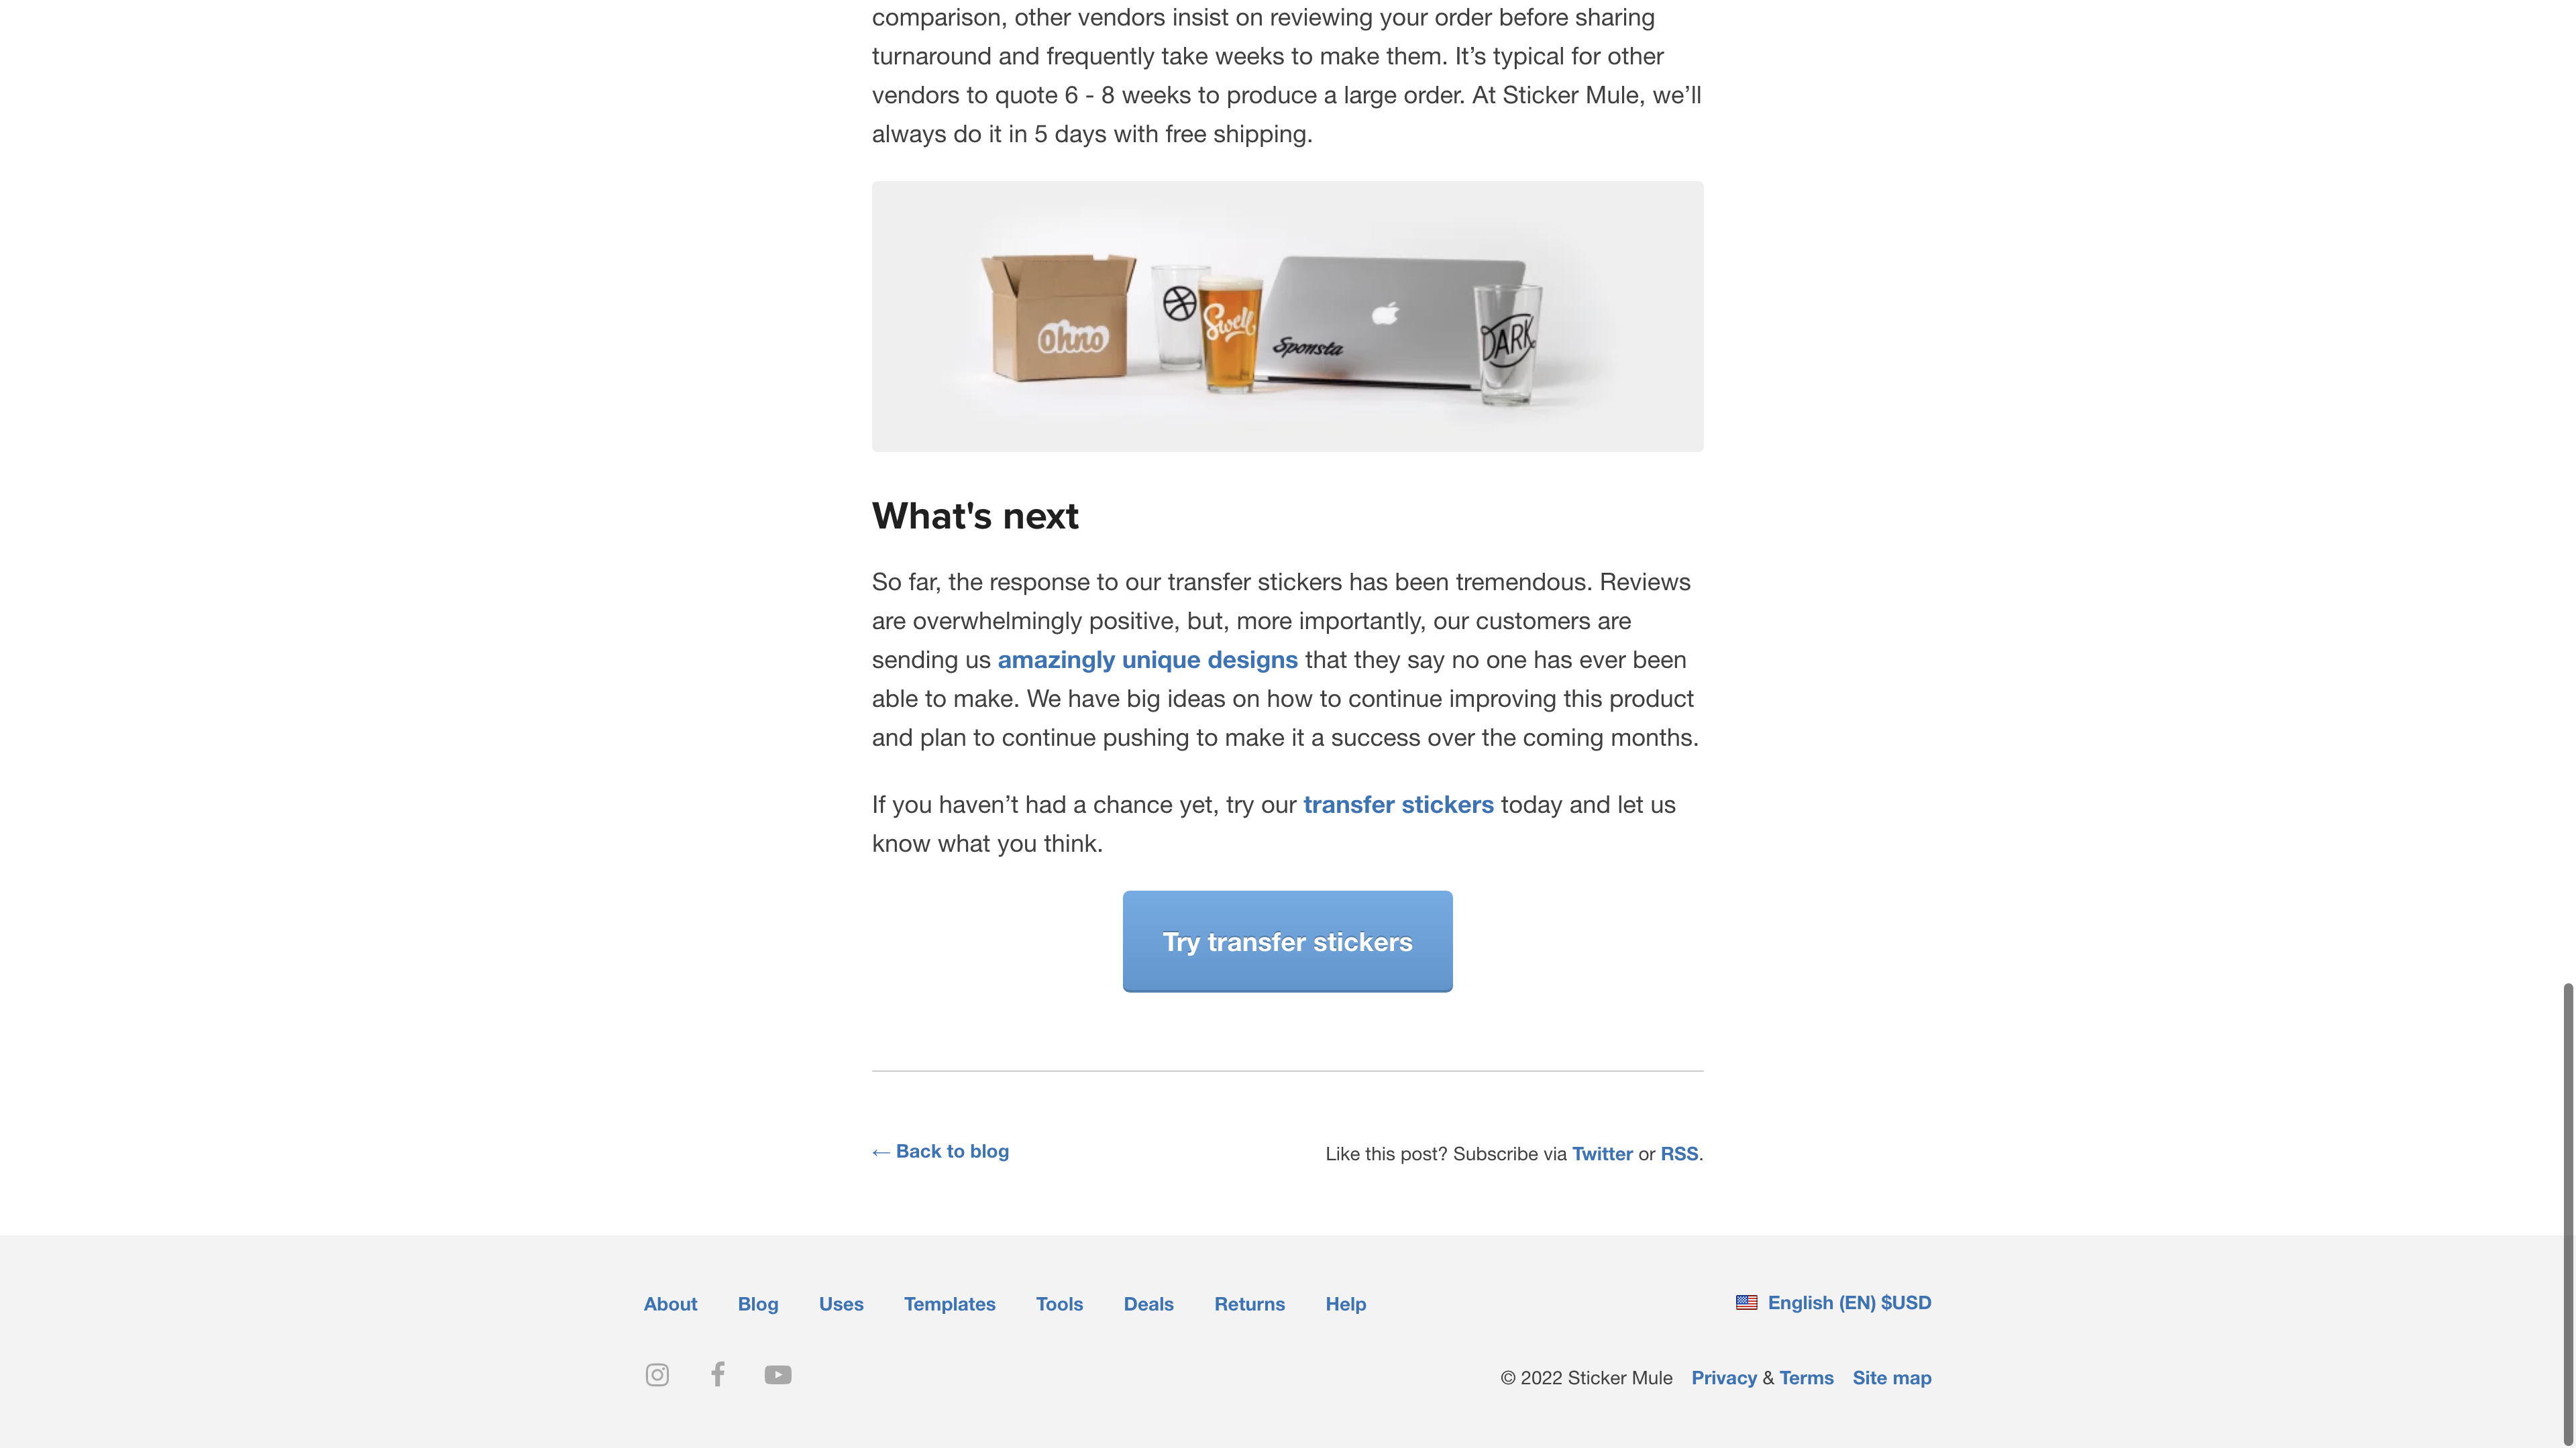 comparison, other vendors insist on reviewing your order before sharing
turnaround and frequently take weeks to make them. It’s typical for other
vendors to quote 6 - 8 weeks to produce a large order. At Sticker Mule, we’ll
always do it in 5 days with free shipping.
Ohno
Swell
Sponsta
DARK
What's next
So far, the response to our transfer stickers has been tremendous. Reviews
are overwhelmingly positive, but, more importantly, our customers are
sending us amazingly unique designs that they say no one has ever been
able to make. We have big ideas on how to continue improving this product
and plan to continue pushing to make it a success over the coming months.
If you haven’t had a chance yet, try our transfer stickers today and let us
know what you think.
Try transfer stickers
← Back to blog
Like this post? Subscribe via Twitter or RSS.
About Blog Uses Templates Tools Deals Returns Help
English (EN) $USD
© 2022 Sticker Mule Privacy & Terms Site map